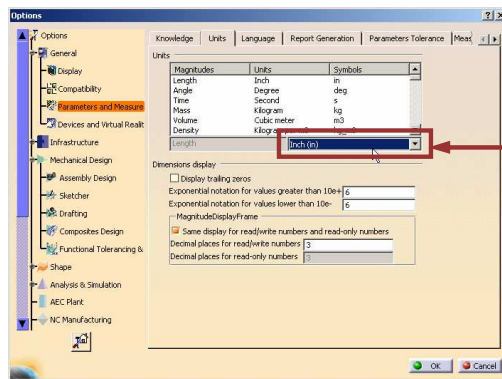 Options
Options
General
Display
Compatibility
Parameters and Measure
Devices and Virtual Realit
Infrastructure
Mechanical Design
Assembly Design
Sketcher
Drafting
Composites Design
Functional Tolerancing &
Shape
Analysis & Simulation
AEC Plant
NC Manufacturing
Knowledge Units Language Report Generation Parameters Tolerance Meas
Units
Magnitudes Units Symbols
Length Inch in
Angle Degree deg
Time Second s
Mass Kilogram kg
Volume Cubic meter m3
Density
Length Inch (in)
Dimensions display
Display trailing zeros
Exponential notation for values greater than 10e+ 6
Exponential notation for values lower than 10e- 6
MagnitudeDisplayFrame
Same display for read/write numbers and read-only numbers
Decimal places for read/write numbers 3
Decimal places for read-only numbers 3
OK Cancel